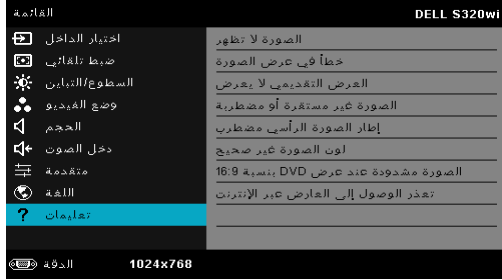 القائمة
DELL S320wi
اختيار الداخل
ضبط تلقائي
السطوع/التباين
وضع الفيديو
الحجم
دخل الصوت
متقدمة
اللغة
تعليمات
الصورة لا تظهر
خطأ في عرض الصورة
العرض التقديمي لا يعرض
الصورة غير مستقرة أو مضطربة
إطار الصورة الرأسي مضطرب
لون الصورة غير صحيح
الصورة مشدودة عند عرض DVD بنسبة 16:9
تعذر الوصول إلى العارض عبر الإنترنت
الدقة 1024x768